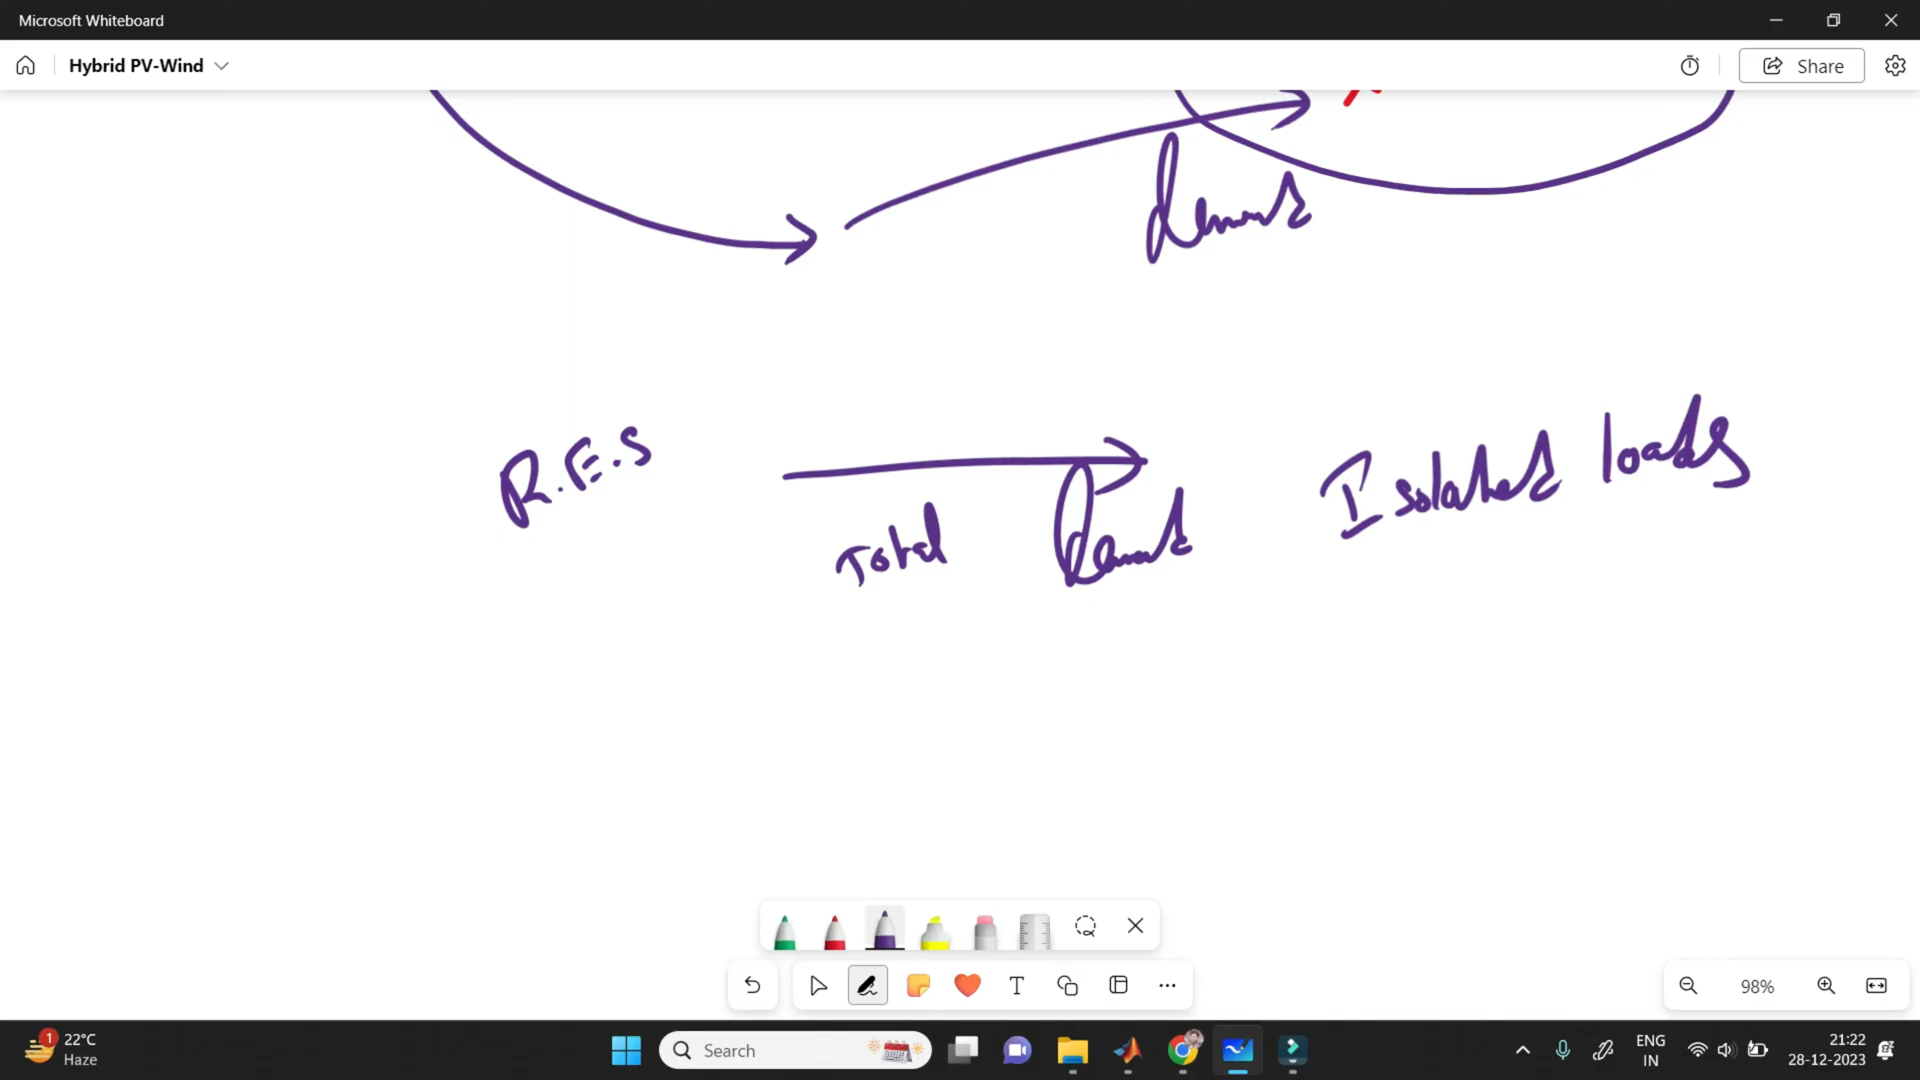 Microsoft Whiteboard
Hybrid PV-Wind
Share
demand
R.E.S
Total demand
Isolated loads
98%
1
22°C
Haze
Search
ENG
IN
21:22
28-12-2023